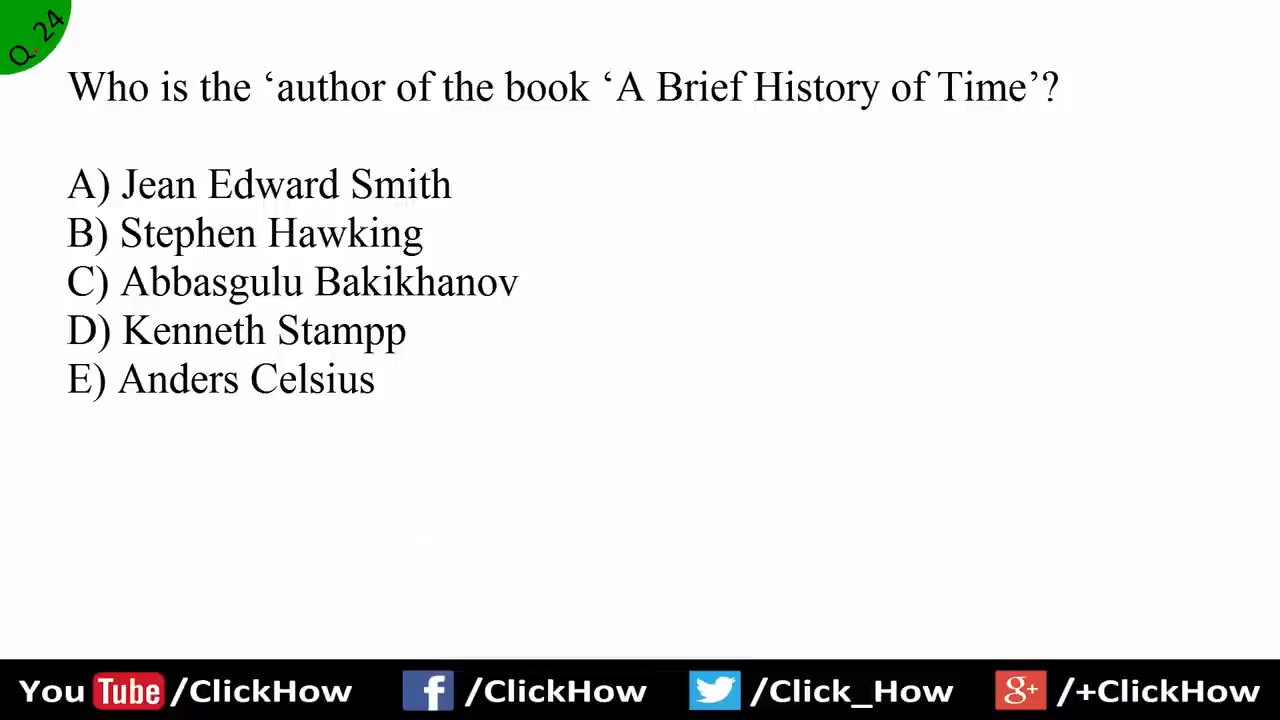 Q. 24
Who is the ‘author of the book ‘A Brief History of Time’?
A) Jean Edward Smith
B) Stephen Hawking
C) Abbasgulu Bakikhanov
D) Kenneth Stampp
E) Anders Celsius
You Tube /ClickHow f /ClickHow /Click_How g+ /+ClickHow